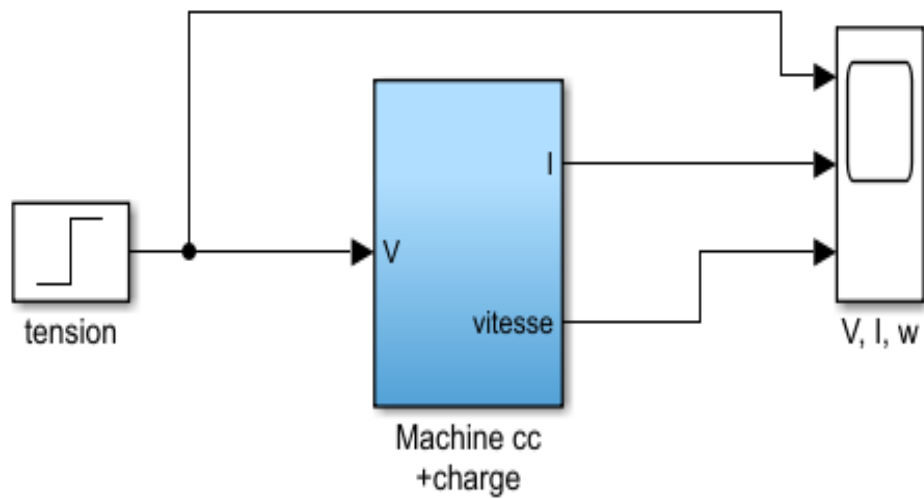 I
V
vitesse
tension
V, I, w
Machine cc
+charge